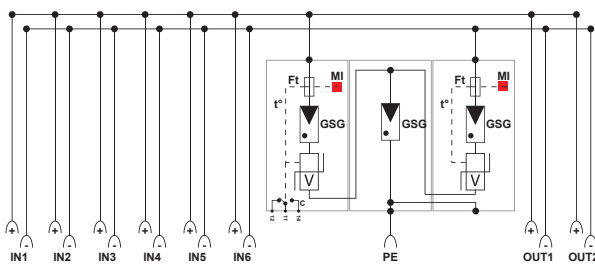 Ft MI Ft MI
t° t°
GSG GSG GSG
V V
C
12 11 14
+ + + + + + + +
- - - - - - - -
IN1 IN2 IN3 IN4 IN5 IN6 PE OUT1 OUT2